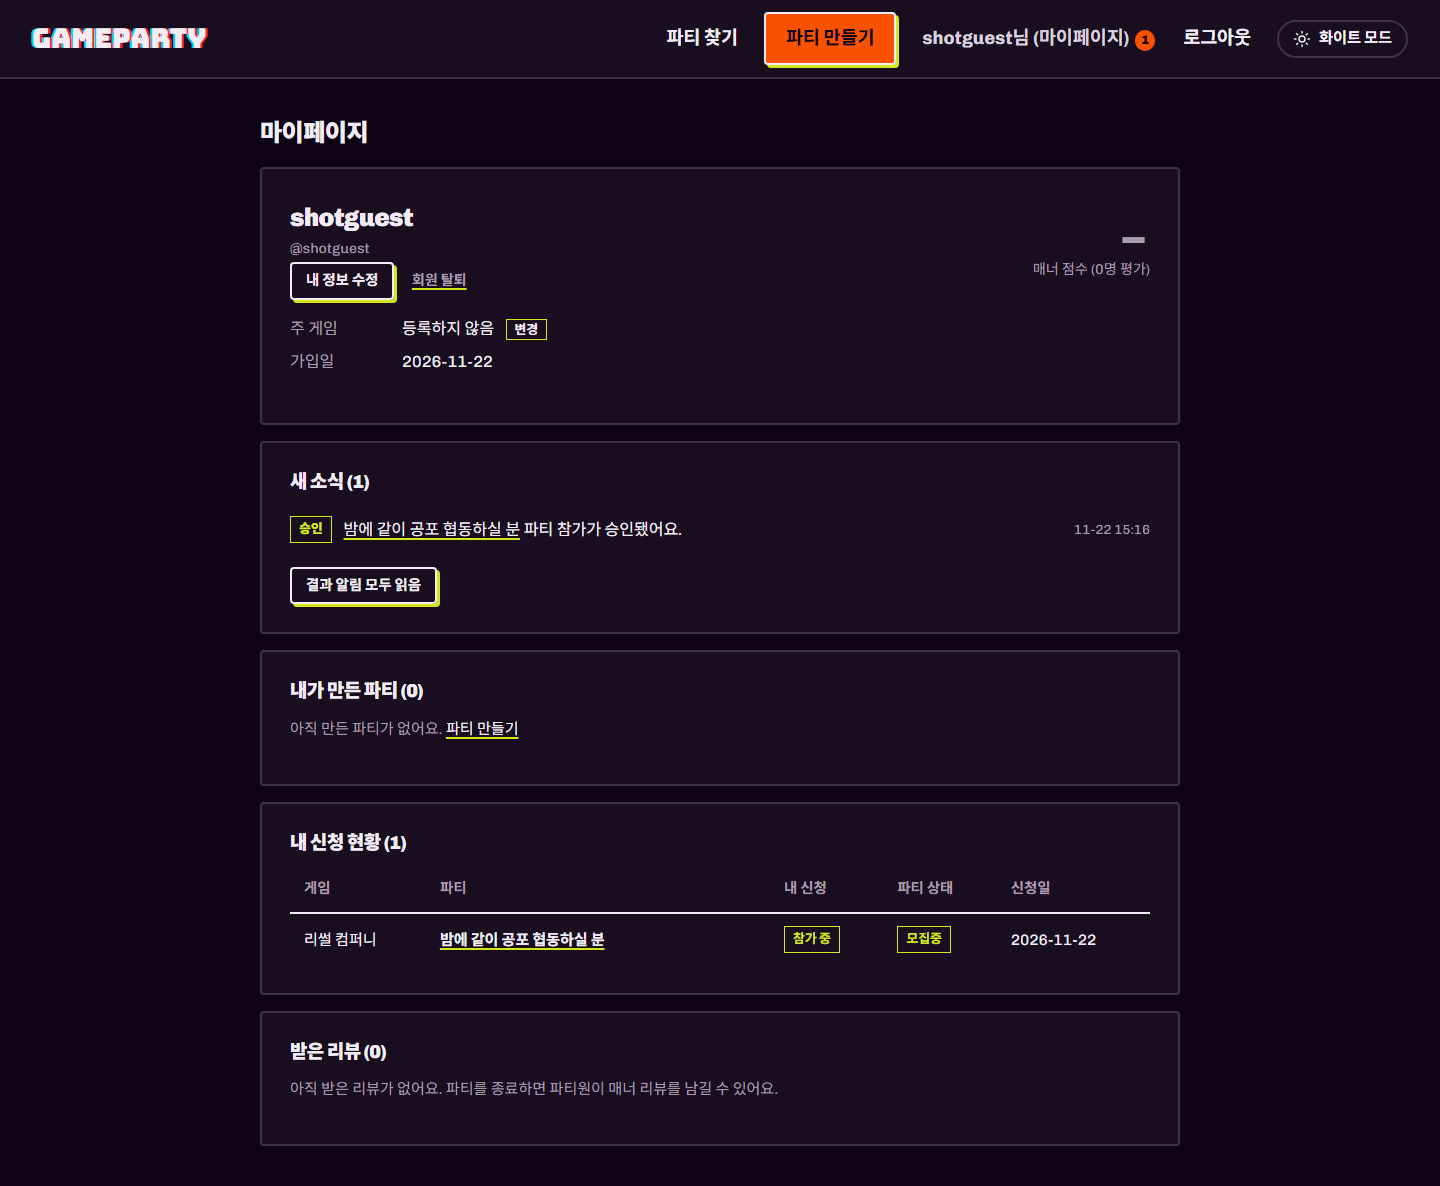 GAMEPARTY
파티 찾기
파티 만들기
shotguest님 (마이페이지) 1
로그아웃
화이트 모드
마이페이지
shotguest
@shotguest
내 정보 수정 회원 탈퇴
매너 점수 (0명 평가)
주 게임 등록하지 않음 변경
가입일 2026-11-22
새 소식 (1)
승인 밤에 같이 공포 협동하실 분 파티 참가가 승인됐어요. 11-22 15:16
결과 알림 모두 읽음
내가 만든 파티 (0)
아직 만든 파티가 없어요. 파티 만들기
내 신청 현황 (1)
게임 파티 내 신청 파티 상태 신청일
리썰 컴퍼니 밤에 같이 공포 협동하실 분 참가 중 모집중 2026-11-22
받은 리뷰 (0)
아직 받은 리뷰가 없어요. 파티를 종료하면 파티원이 매너 리뷰를 남길 수 있어요.